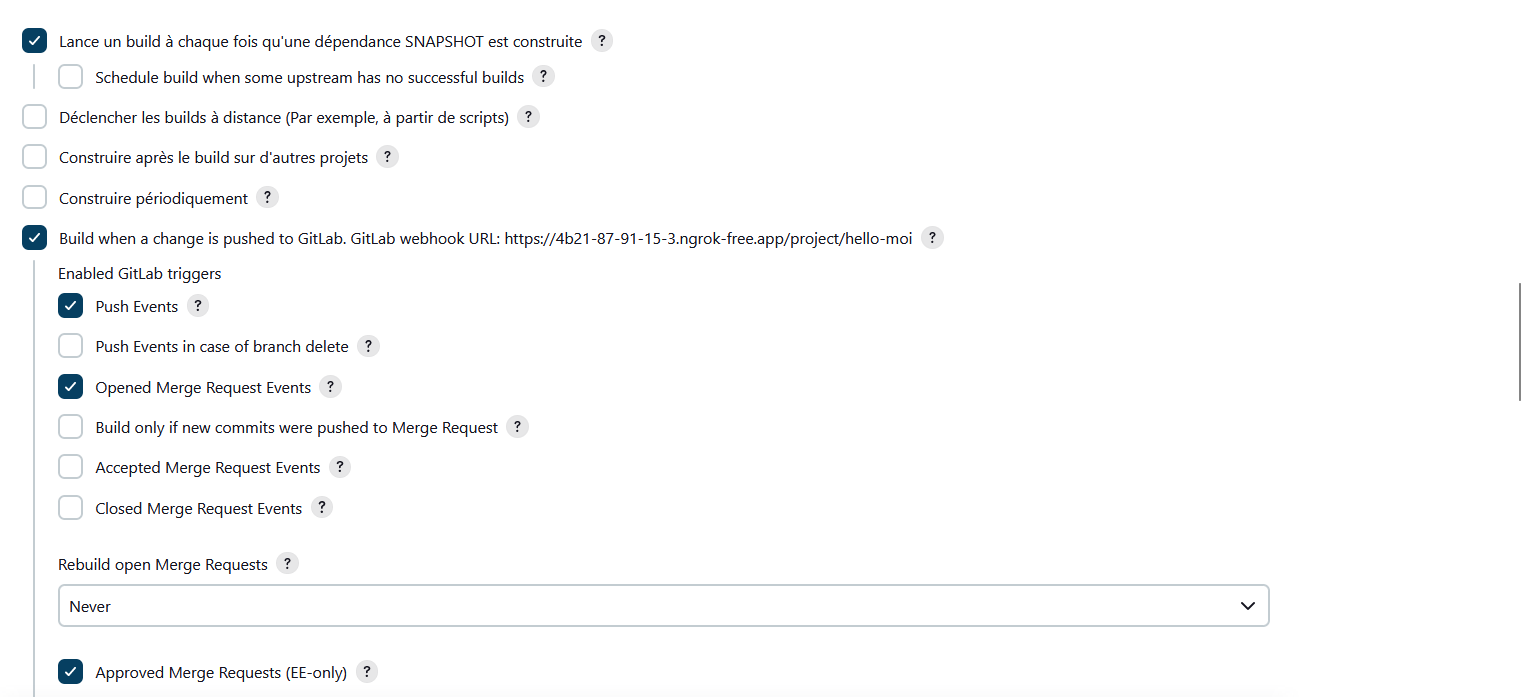 Lance un build à chaque fois qu'une dépendance SNAPSHOT est construite ?
Schedule build when some upstream has no successful builds ?
Déclencher les builds à distance (Par exemple, à partir de scripts) ?
Construire après le build sur d'autres projets ?
Construire périodiquement ?
Build when a change is pushed to GitLab. GitLab webhook URL: https://4b21-87-91-15-3.ngrok-free.app/project/hello-moi ?
Enabled GitLab triggers
Push Events ?
Push Events in case of branch delete ?
Opened Merge Request Events ?
Build only if new commits were pushed to Merge Request ?
Accepted Merge Request Events ?
Closed Merge Request Events ?
Rebuild open Merge Requests ?
Never
Approved Merge Requests (EE-only) ?